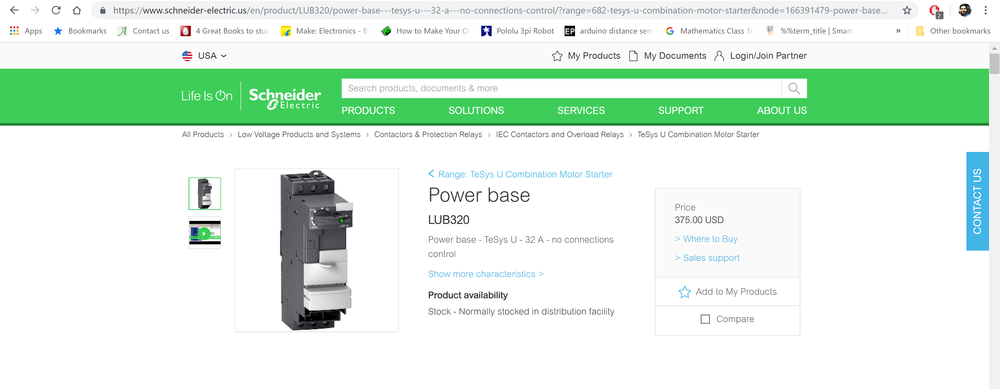 https://www.schneider-electric.us/en/product/LUB320/power-base---tesys-u---32-a---no-connections-control/?range=682-tesys-u-combination-motor-starter&node=166391479-power-base...
2
Apps
Bookmarks
Contact us
4 Great Books to stud
Make: Electronics - Bu
How to Make Your Ov
Pololu 3pi Robot
EP
arduino distance sens
Mathematics Class 10
%%term_title | Smart
»
Other bookmarks
USA
My Products
My Documents
Login/Join Partner
Life Is On
Schneider
Electric
Search products, documents & more
PRODUCTS
SOLUTIONS
SERVICES
SUPPORT
ABOUT US
All Products > Low Voltage Products and Systems > Contactors & Protection Relays > IEC Contactors and Overload Relays > TeSys U Combination Motor Starter
< Range: TeSys U Combination Motor Starter
Power base
LUB320
Power base - TeSys U - 32 A - no connections
control
Show more characteristics >
Product availability
Stock - Normally stocked in distribution facility
Price
375.00 USD
> Where to Buy
> Sales support
Add to My Products
Compare
CONTACT US